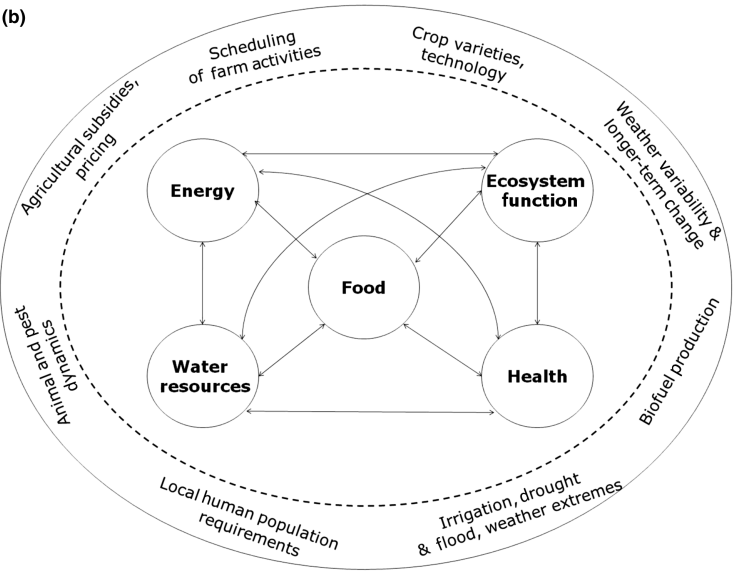 (b)
Scheduling
of farm activities
Crop varieties,
technology
Agricultural subsidies,
pricing
Weather variability &
longer-term change
Energy
Ecosystem
function
Food
Water
resources
Health
Animal and pest
dynamics
Biofuel production
Local human population
requirements
Irrigation, drought
& flood, weather extremes